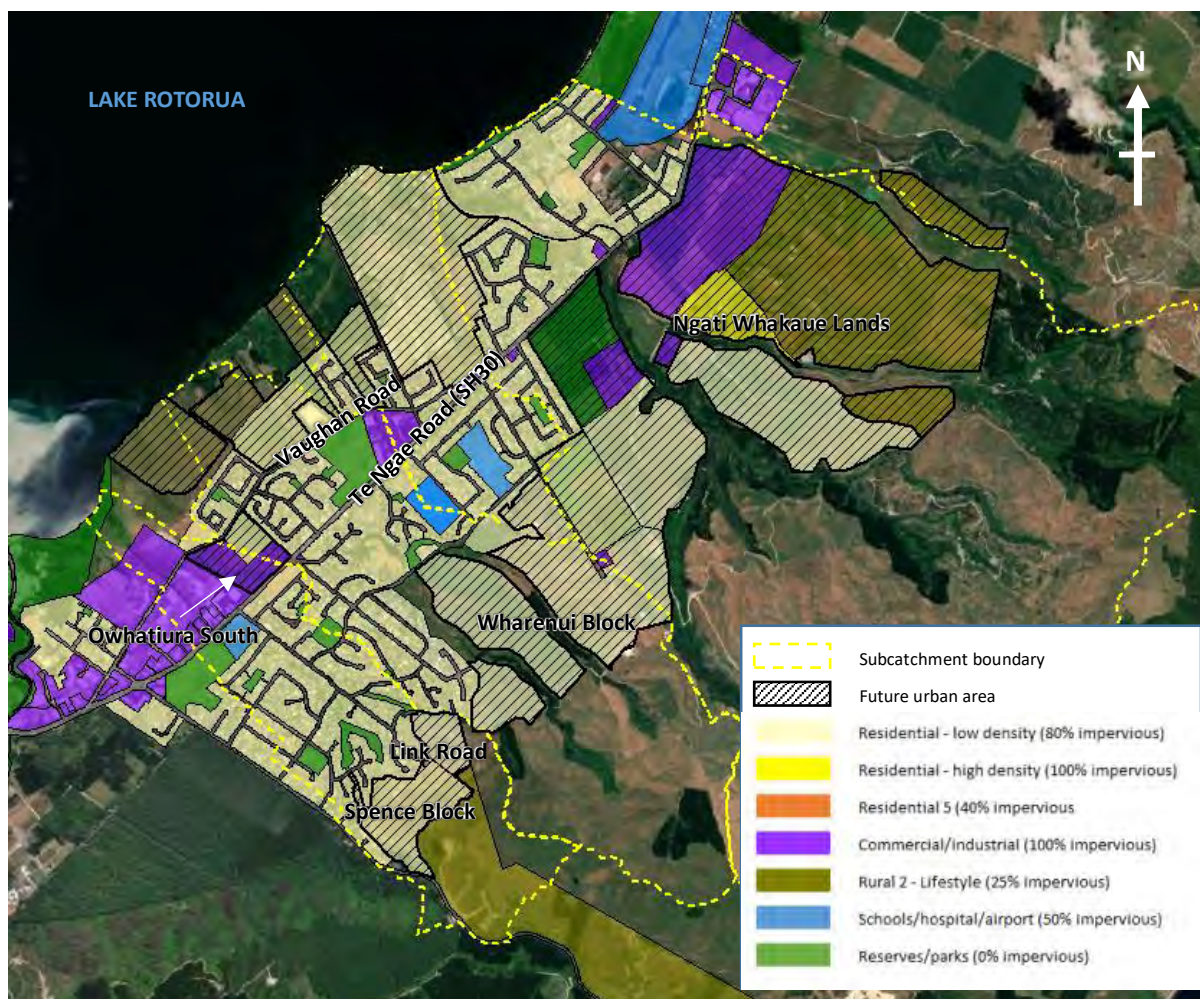 LAKE ROTORUA
N
Ngati Whakaue Lands
Vaughan Road
Te Ngae Road (SH30)
Owhatiura South
Wharenui Block
Link Road
Spence Block
Subcatchment boundary
Future urban area
Residential - low density (80% impervious)
Residential - high density (100% impervious)
Residential 5 (40% impervious
Commercial/industrial (100% impervious)
Rural 2 - Lifestyle (25% impervious)
Schools/hospital/airport (50% impervious)
Reserves/parks (0% impervious)